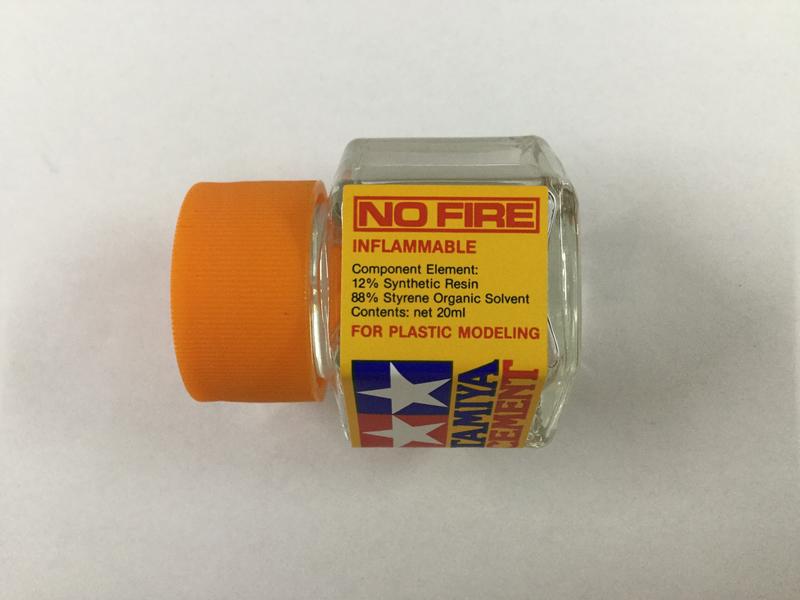 NO FIRE
INFLAMMABLE
Component Element:
12% Synthetic Resin
88% Styrene Organic Solvent
Contents: net 20ml
FOR PLASTIC MODELING
TAMIYA
CEMENT